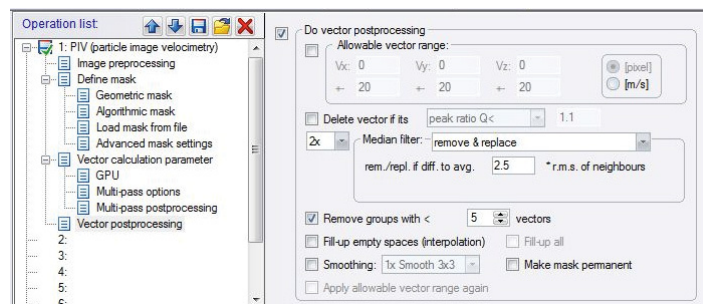 Operation list:
1: PIV (particle image velocimetry)
Image preprocessing
Define mask
Geometric mask
Algorithmic mask
Load mask from file
Advanced mask settings
Vector calculation parameter
GPU
Multi-pass options
Multi-pass postprocessing
Vector postprocessing
2:
3:
4:
5:
6:
Do vector postprocessing
Allowable vector range:
Vx: 0 Vy: 0 Vz: 0 [pixel]
+- 20 +- 20 +- 20 [m/s]
Delete vector if its peak ratio Q< 1.1
2x Median filter: remove & replace
rem./repl. if diff. to avg. 2.5 * r.m.s. of neighbours
Remove groups with < 5 vectors
Fill-up empty spaces (interpolation) Fill-up all
Smoothing: 1x Smooth 3x3 Make mask permanent
Apply allowable vector range again